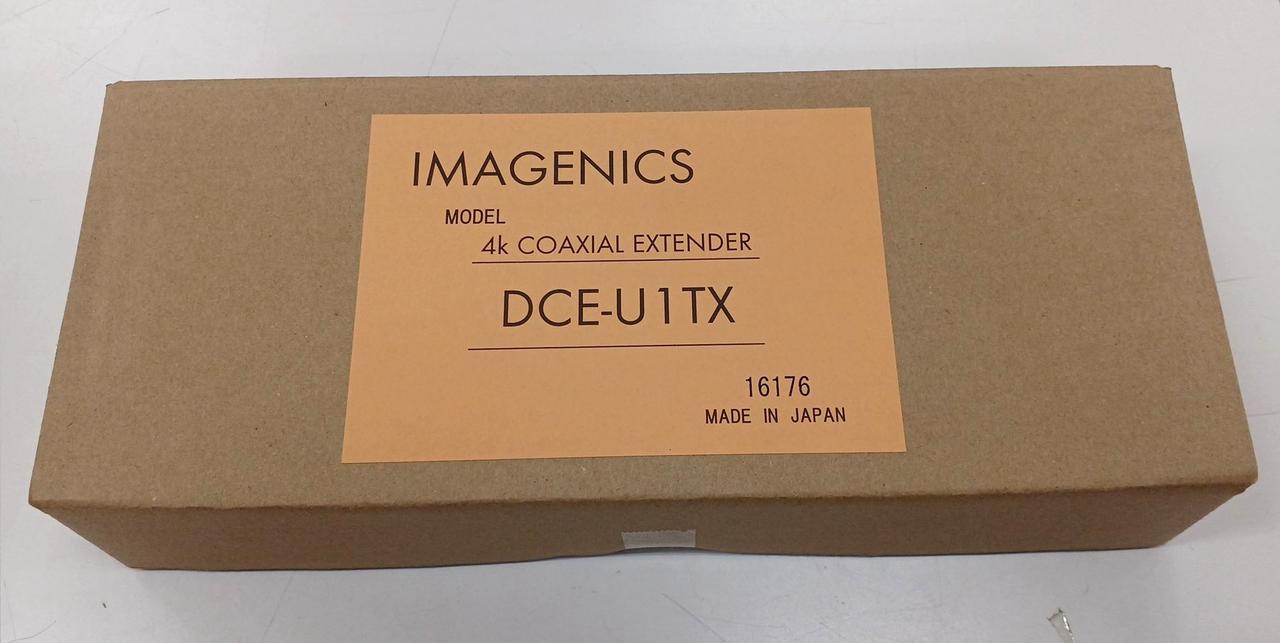 IMAGENICS
MODEL
4k COAXIAL EXTENDER
DCE-U1TX
16176
MADE IN JAPAN